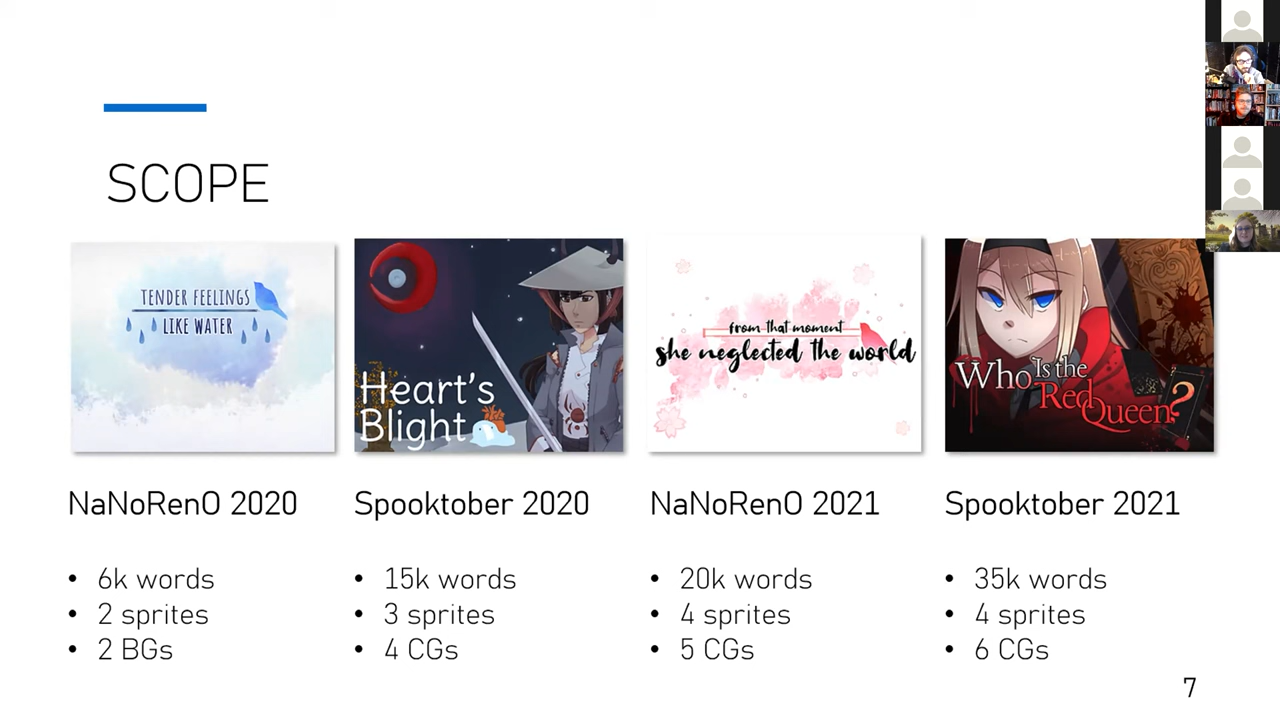 SCOPE
TENDER FEELINGS
LIKE WATER
Heart's
Blight
from that moment
she neglected the world
Who Is the
Red Queen?
NaNoRenO 2020
• 6k words
• 2 sprites
• 2 BGs
Spooktober 2020
• 15k words
• 3 sprites
• 4 CGs
NaNoRenO 2021
• 20k words
• 4 sprites
• 5 CGs
Spooktober 2021
• 35k words
• 4 sprites
• 6 CGs
7